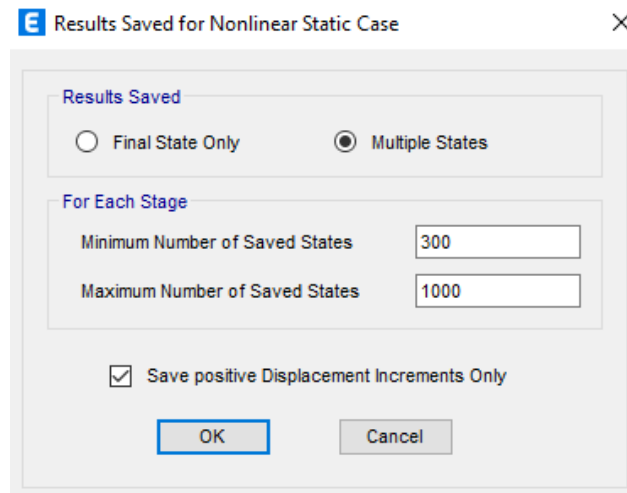 E Results Saved for Nonlinear Static Case
Results Saved
Final State Only Multiple States
For Each Stage
Minimum Number of Saved States 300
Maximum Number of Saved States 1000
Save positive Displacement Increments Only
OK Cancel